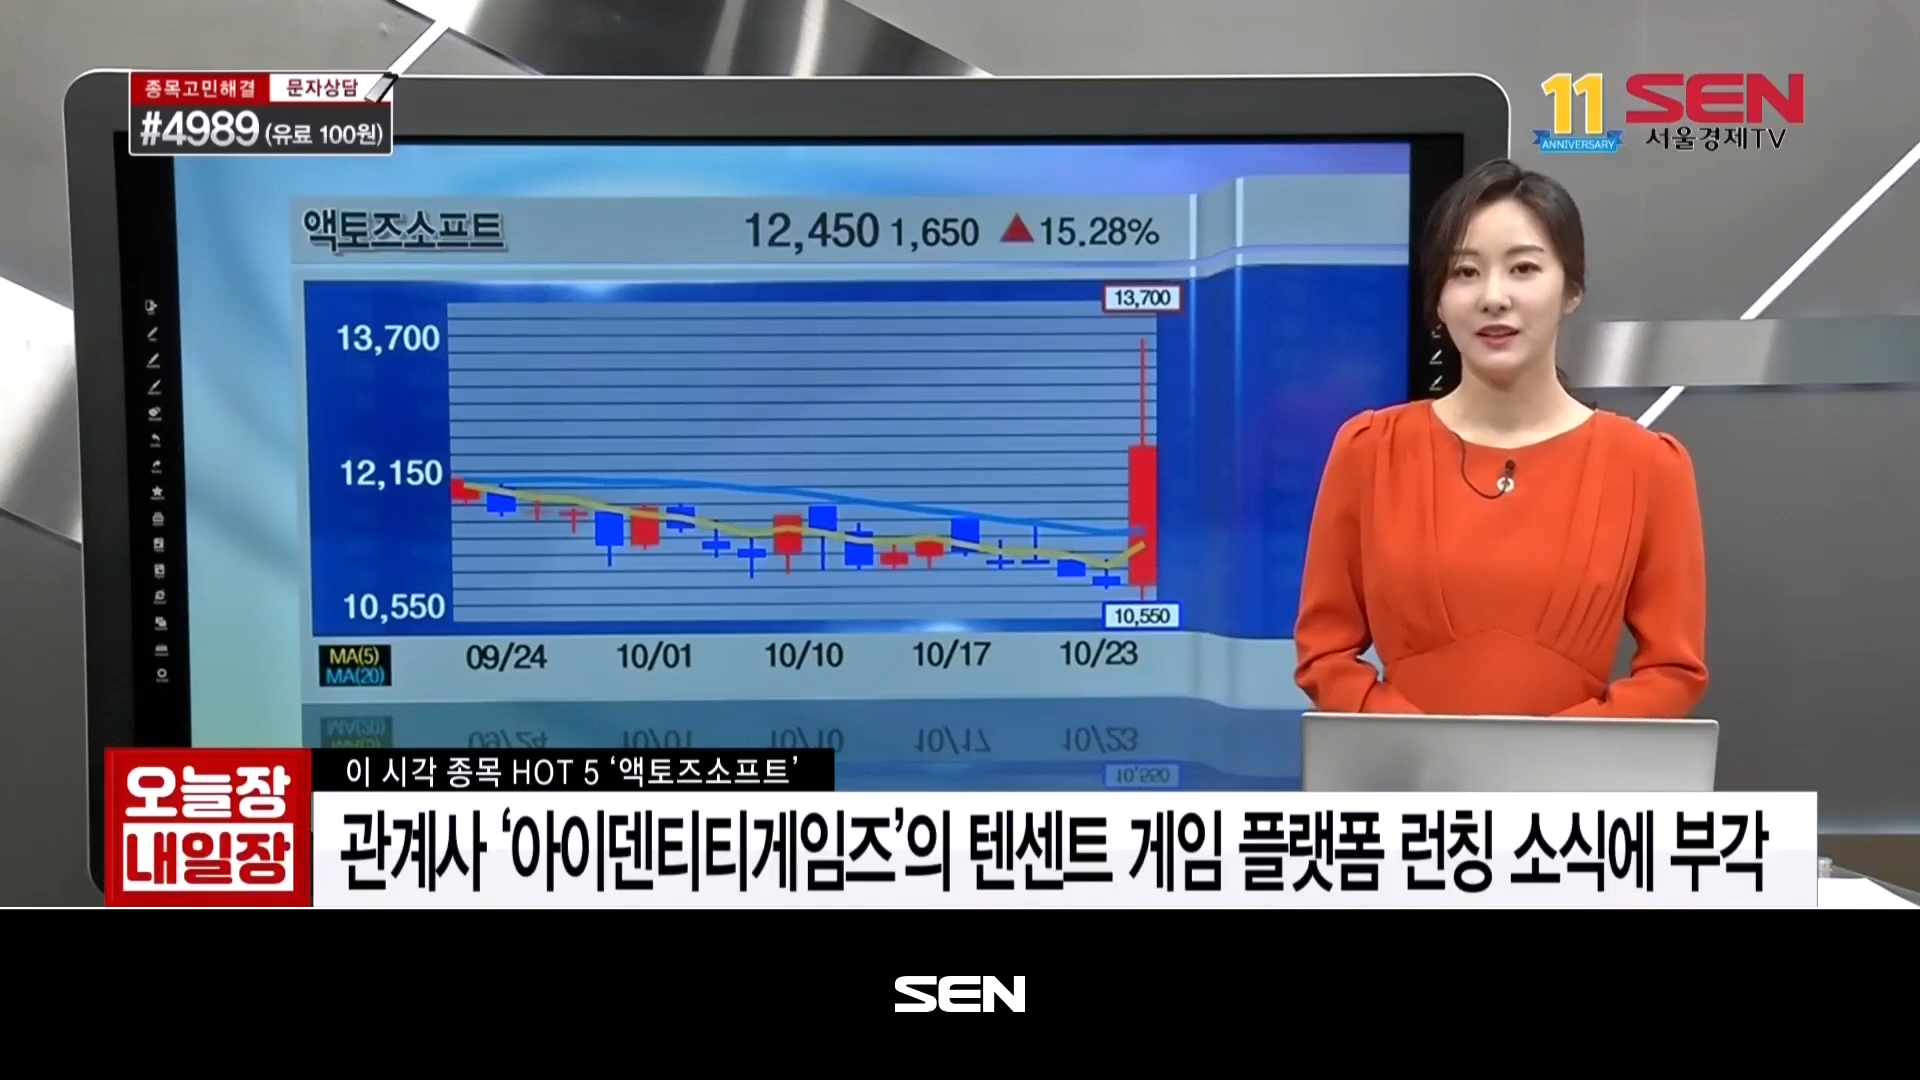 종목고민해결 문자상담
#4989 (유료 100원)
11 ANNIVERSARY
SEN
서울경제TV
액토즈소프트 12,450 1,650 ▲15.28%
13,700
13,700
12,150
10,550
10,550
MA(5)
MA(20)
09/24 10/01 10/10 10/17 10/23
오늘장
내일장
이 시각 종목 HOT 5 ‘액토즈소프트’
관계사 ‘아이덴티티게임즈’의 텐센트 게임 플랫폼 런칭 소식에 부각
SEN